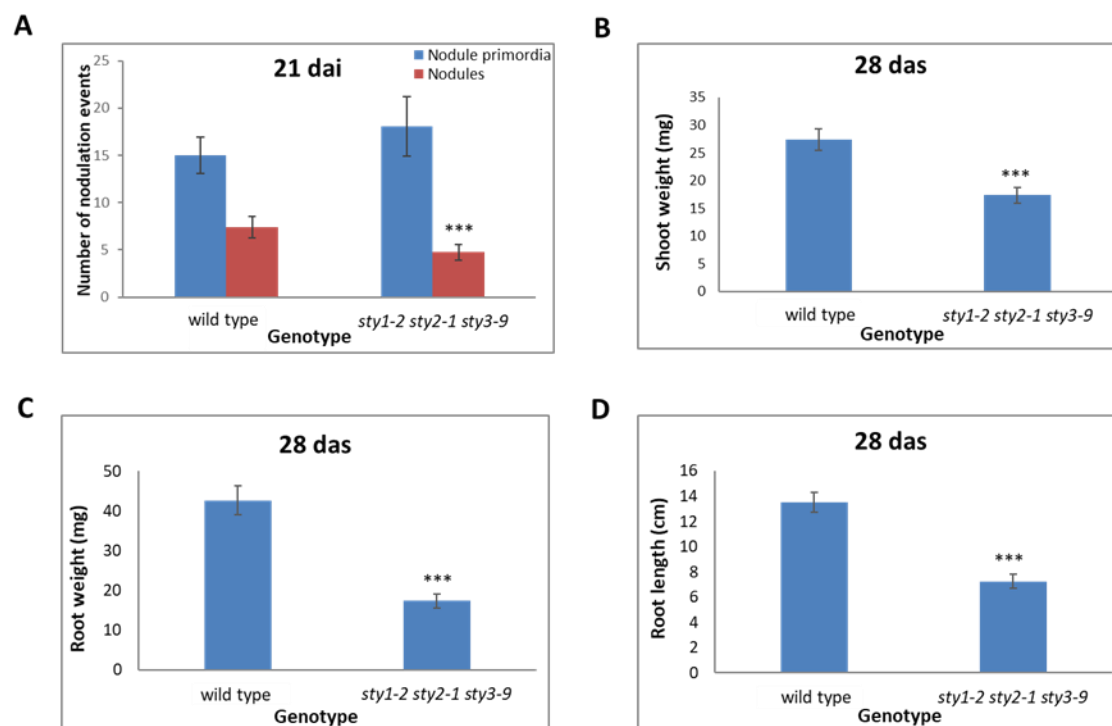 A
21 dai
Nodule primordia
Nodules
Number of nodulation events
25
20
15
10
5
0
***
wild type
sty1-2 sty2-1 sty3-9
Genotype
B
28 das
Shoot weight (mg)
35
30
25
20
15
10
5
0
***
wild type
sty1-2 sty2-1 sty3-9
Genotype
C
28 das
Root weight (mg)
50
40
30
20
10
0
***
wild type
sty1-2 sty2-1 sty3-9
Genotype
D
28 das
Root length (cm)
16
14
12
10
8
6
4
2
0
***
wild type
sty1-2 sty2-1 sty3-9
Genotype